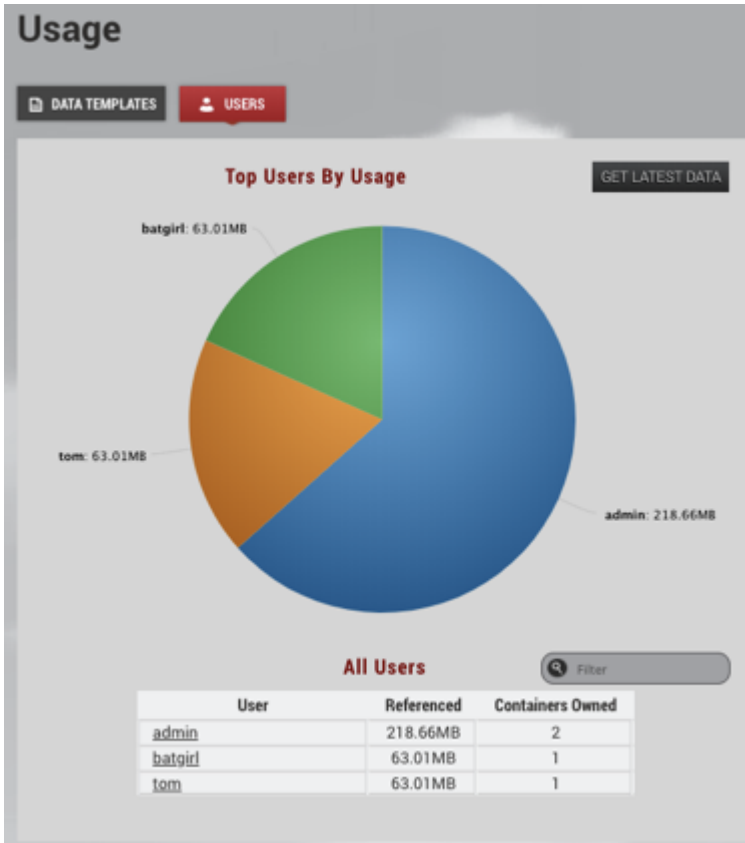 Usage
DATA TEMPLATES USERS
Top Users By Usage GET LATEST DATA
batgirl: 63.01MB
tom: 63.01MB
admin: 218.66MB
All Users Filter
User Referenced Containers Owned
admin 218.66MB 2
batgirl 63.01MB 1
tom 63.01MB 1